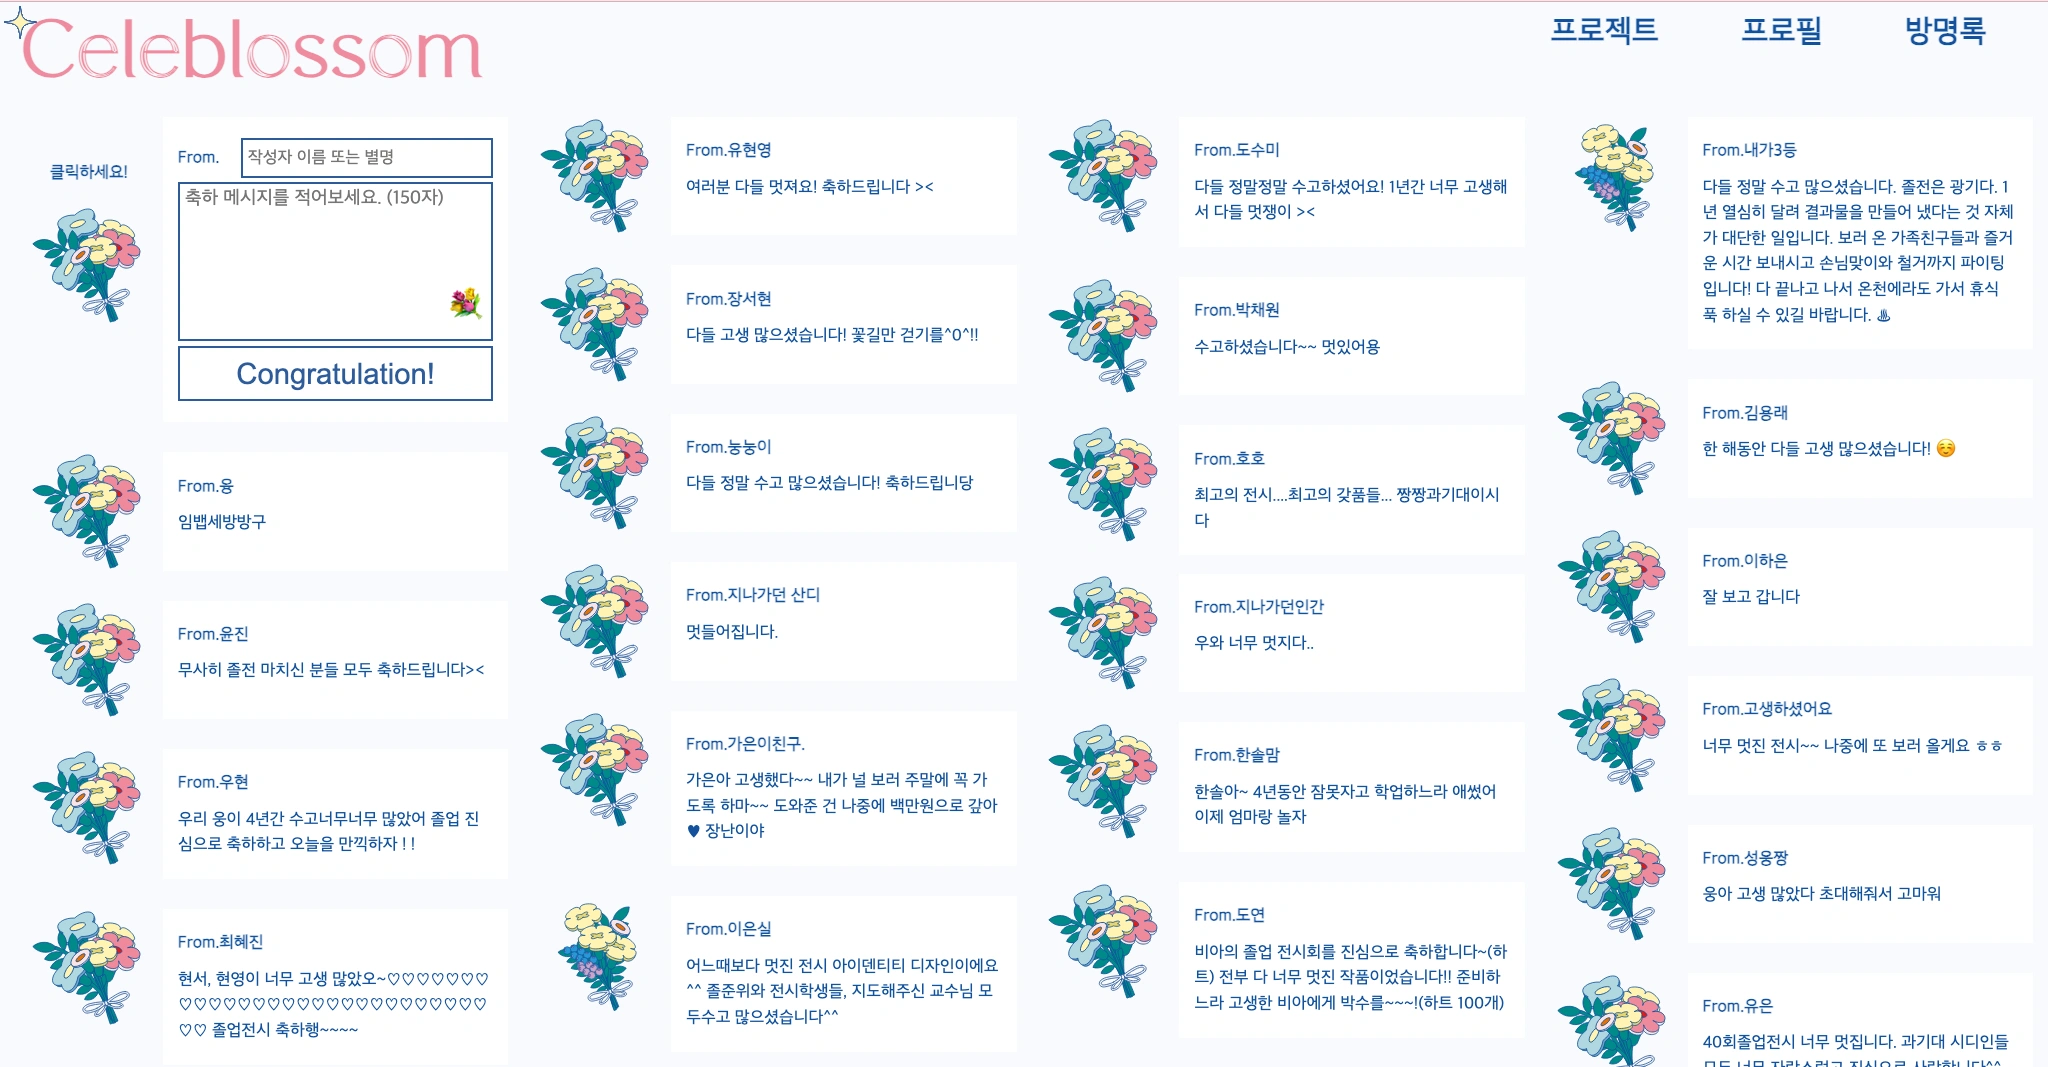 Celeblossom
프로젝트
프로필
방명록
클릭하세요!
From.
작성자 이름 또는 별명
축하 메시지를 적어보세요. (150자)
Congratulation!
From.융
임뱁세방방구
From.윤진
무사히 졸전 마치신 분들 모두 축하드립니다><
From.우현
우리 웅이 4년간 수고너무너무 많았어 졸업 진
심으로 축하하고 오늘을 만끽하자 ! !
From.최혜진
현서, 현영이 너무 고생 많았오~♡♡♡♡♡♡♡
♡♡♡♡♡♡♡♡♡♡♡♡♡♡♡♡♡♡♡♡♡
♡♡ 졸업전시 축하행~~~~
From.유현영
여러분 다들 멋져요! 축하드립니다 ><
From.장서현
다들 고생 많으셨습니다! 꽃길만 걷기를^0^!!
From.눙눙이
다들 정말 수고 많으셨습니다! 축하드립니당
From.지나가던 산디
멋들어집니다.
From.가은이친구.
가은아 고생했다~~ 내가 널 보러 주말에 꼭 가
도록 하마~~ 도와준 건 나중에 백만원으로 갚아
♥ 장난이야
From.이은실
어느때보다 멋진 전시 아이덴티티 디자인이에요
^^ 졸준위와 전시학생들, 지도해주신 교수님 모
두수고 많으셨습니다^^
From.도수미
다들 정말정말 수고하셨어요! 1년간 너무 고생해
서 다들 멋쟁이 ><
From.박채원
수고하셨습니다~~ 멋있어용
From.호호
최고의 전시....최고의 갖품들... 짱짱과기대이시
다
From.지나가던인간
우와 너무 멋지다..
From.한솔맘
한솔아~ 4년동안 잠못자고 학업하느라 애썼어
이제 엄마랑 놀자
From.도연
비아의 졸업 전시회를 진심으로 축하합니다~(하
트) 전부 다 너무 멋진 작품이었습니다!! 준비하
느라 고생한 비아에게 박수를~~~!(하트 100개)
From.내가3등
다들 정말 수고 많으셨습니다. 졸전은 광기다. 1
년 열심히 달려 결과물을 만들어 냈다는 것 자체
가 대단한 일입니다. 보러 온 가족친구들과 즐거
운 시간 보내시고 손님맞이와 철거까지 파이팅
입니다! 다 끝나고 나서 온천에라도 가서 휴식
푹 하실 수 있길 바랍니다. ♨
From.김용래
한 해동안 다들 고생 많으셨습니다! ☺️
From.이하은
잘 보고 갑니다
From.고생하셨어요
너무 멋진 전시~~ 나중에 또 보러 올게요 ㅎㅎ
From.성웅짱
웅아 고생 많았다 초대해줘서 고마워
From.유은
40회졸업전시 너무 멋집니다. 과기대 시디인들
모두 너무 자랑스럽고 진심으로 사랑합니다^^